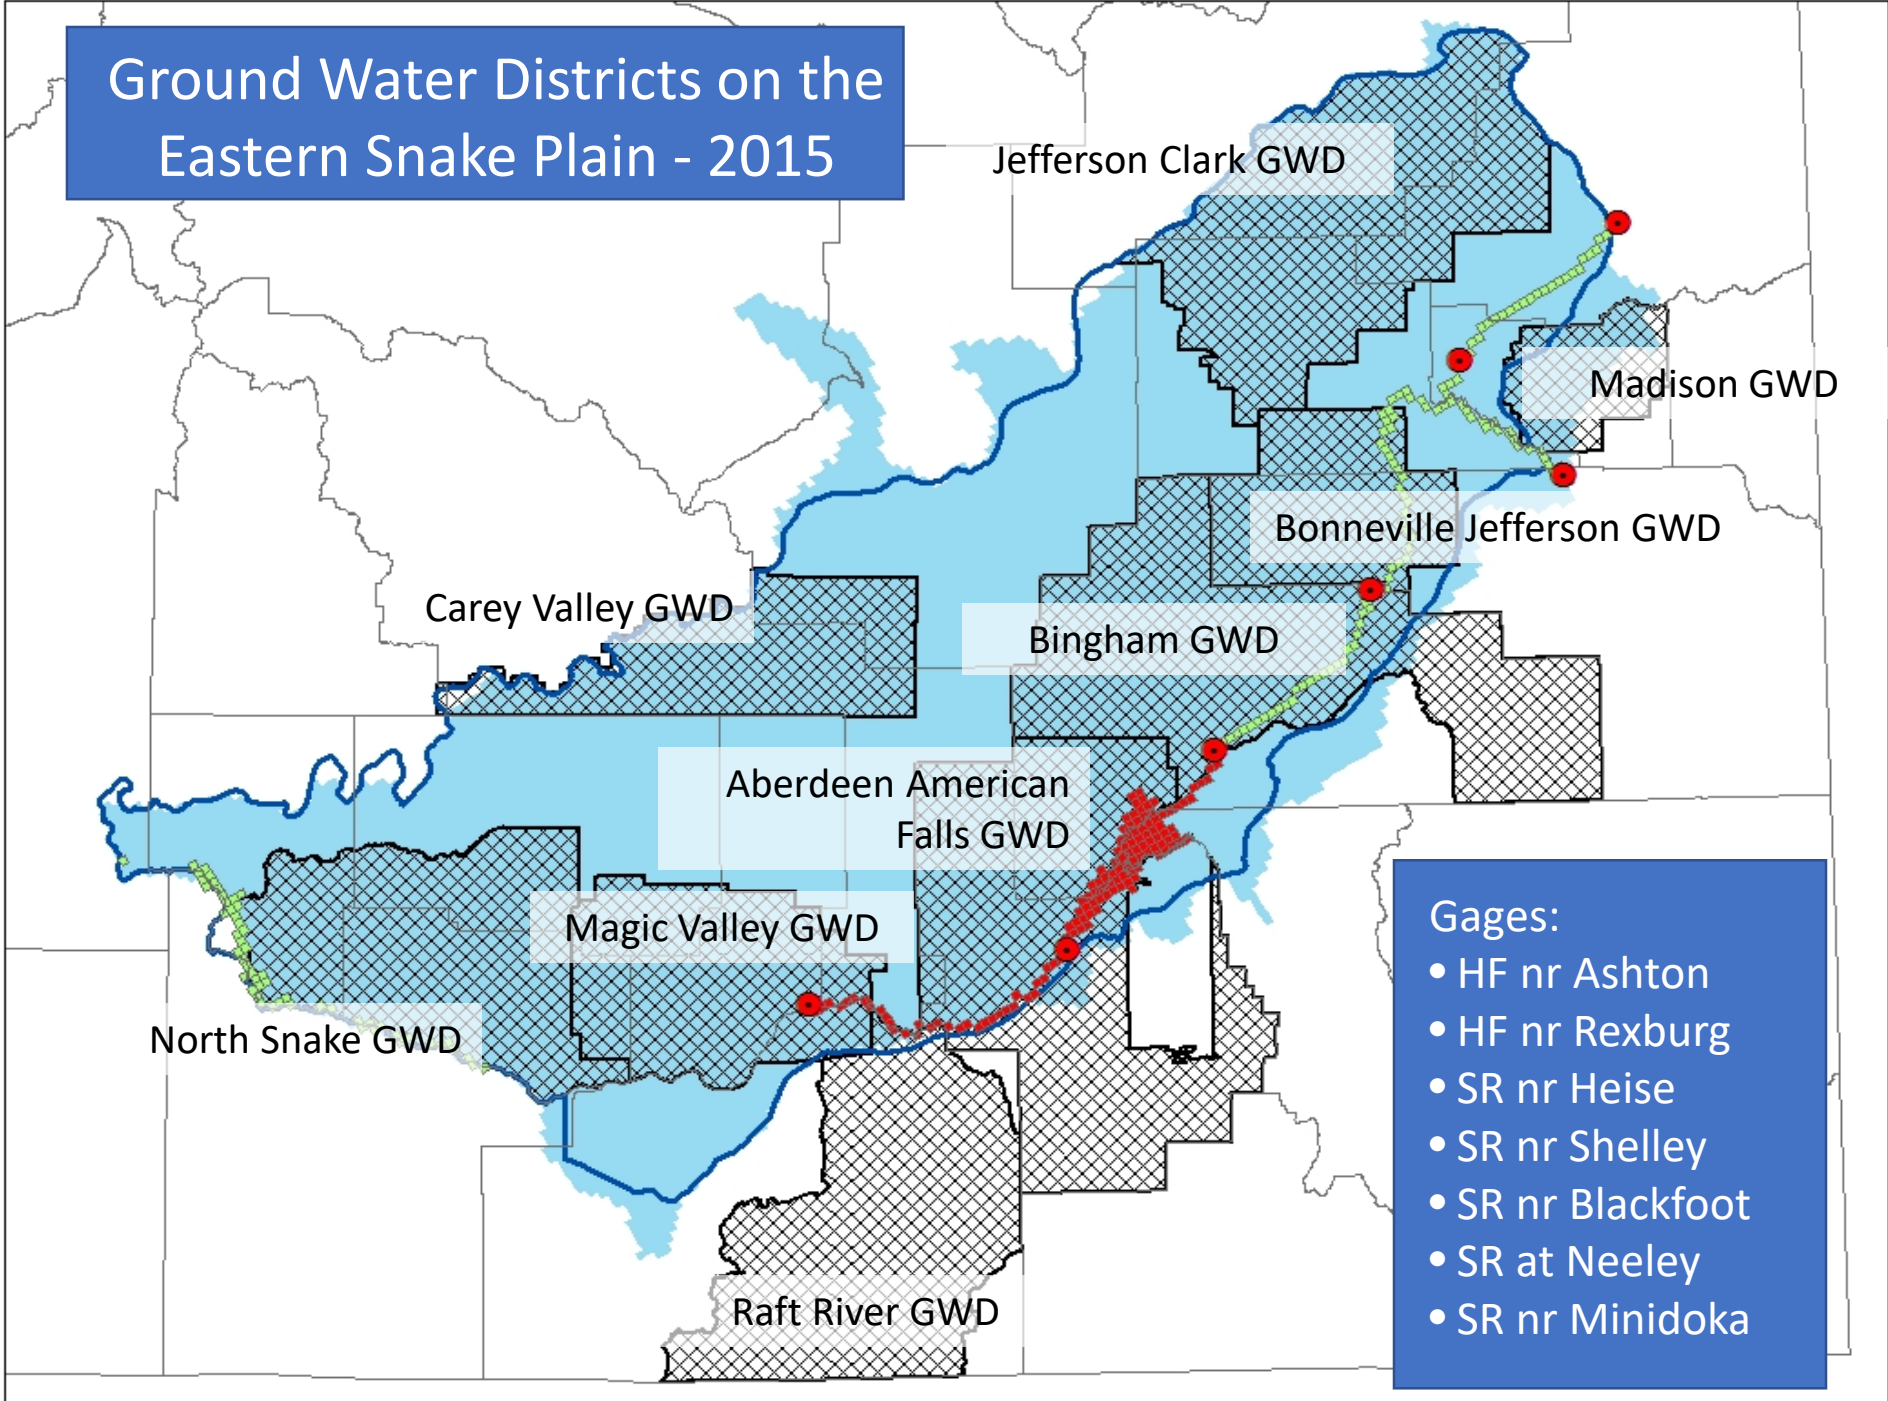 Ground Water Districts on the
Eastern Snake Plain - 2015
Jefferson Clark GWD
Madison GWD
Bonneville Jefferson GWD
Carey Valley GWD
Bingham GWD
Aberdeen American
Falls GWD
Magic Valley GWD
North Snake GWD
Raft River GWD
Gages:
• HF nr Ashton
• HF nr Rexburg
• SR nr Heise
• SR nr Shelley
• SR nr Blackfoot
• SR at Neeley
• SR nr Minidoka